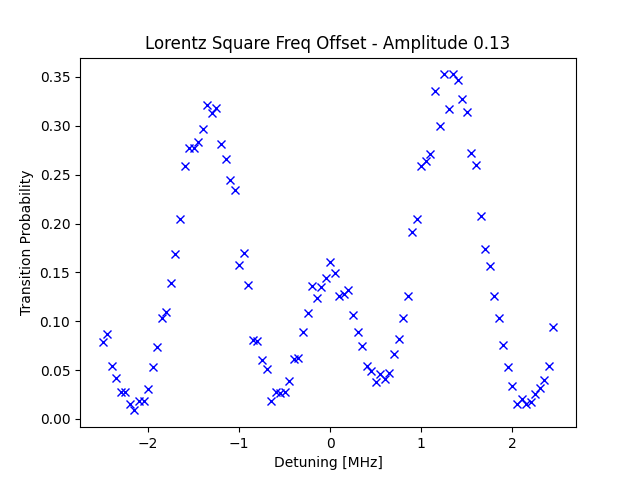 Lorentz Square Freq Offset - Amplitude 0.13
Transition Probability
0.35
0.30
0.25
0.20
0.15
0.10
0.05
0.00
−2 −1 0 1 2
Detuning [MHz]